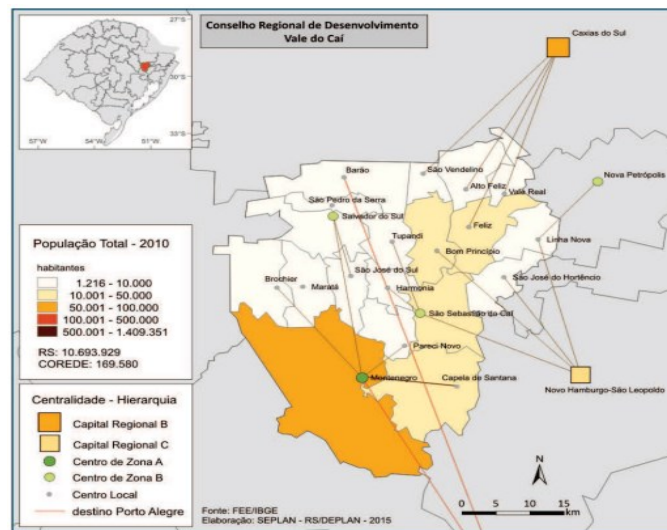 Conselho Regional de Desenvolvimento
Vale do Caí
27°S
30°S
33°S
57°W
54°W
51°W
Caxias do Sul
Barão
São Vendelino
Alto Feliz
Vale Real
Nova Petrópolis
São Pedro da Serra
Salvador do Sul
Tupandi
Feliz
Linha Nova
Bom Princípio
São José do Sul
São José do Hortêncio
Brochier
Maratá
Harmonia
São Sebastião do Caí
Pareci Novo
Montenegro
Capela de Santana
Novo Hamburgo-São Leopoldo
População Total - 2010
habitantes
1.216 - 10.000
10.001 - 50.000
50.001 - 100.000
100.001 - 500.000
500.001 - 1.409.351
RS: 10.693.929
COREDE: 169.580
Centralidade - Hierarquia
Capital Regional B
Capital Regional C
Centro de Zona A
Centro de Zona B
Centro Local
destino Porto Alegre
Fonte: FEE/IBGE
Elaboração: SEPLAN - RS/DEPLAN - 2015
N
0 5 10 15
km